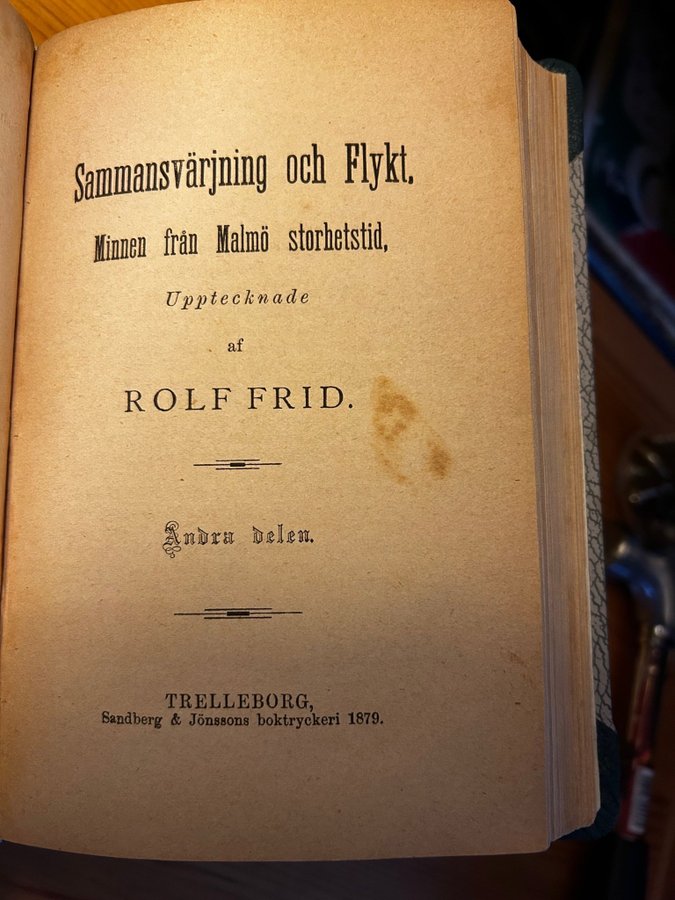 Sammansvärjning och Flykt.
Minnen från Malmö storhetstid,
Upptecknade
af
ROLF FRID.
Andra delen.
TRELLEBORG,
Sandberg & Jönssons boktryckeri 1879.